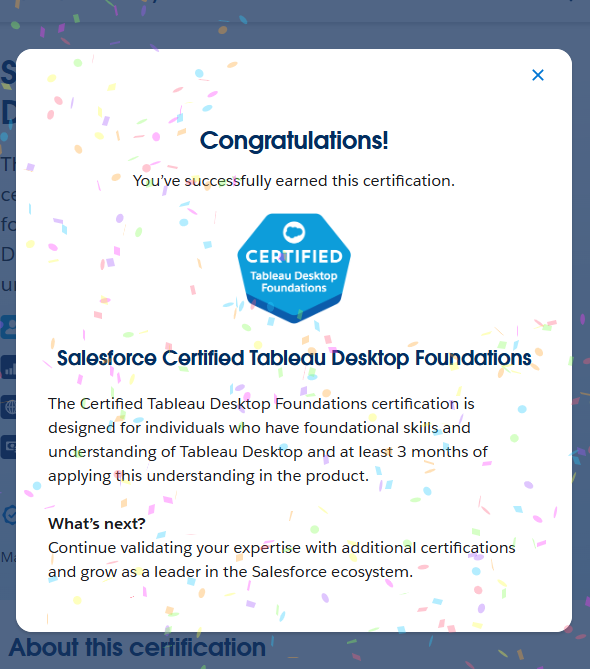 Congratulations!
You've successfully earned this certification.
CERTIFIED
Tableau Desktop
Foundations
Salesforce Certified Tableau Desktop Foundations
The Certified Tableau Desktop Foundations certification is
designed for individuals who have foundational skills and
understanding of Tableau Desktop and at least 3 months of
applying this understanding in the product.
What's next?
Continue validating your expertise with additional certifications
and grow as a leader in the Salesforce ecosystem.
About this certification